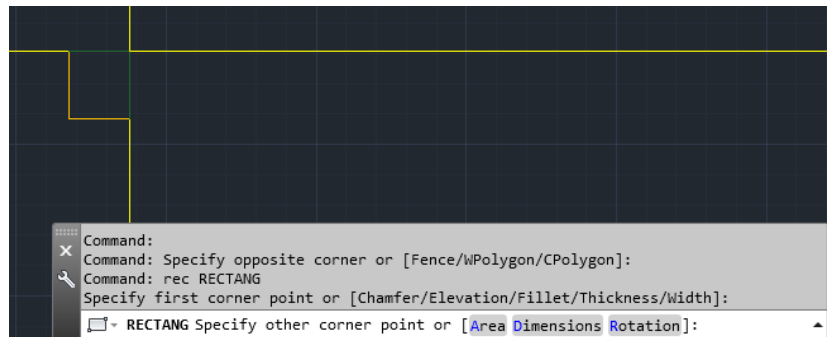 Command:
Command: Specify opposite corner or [Fence/WPolygon/CPolygon]:
Command: rec RECTANG
Specify first corner point or [Chamfer/Elevation/Fillet/Thickness/Width]:
RECTANG Specify other corner point or [Area Dimensions Rotation]: